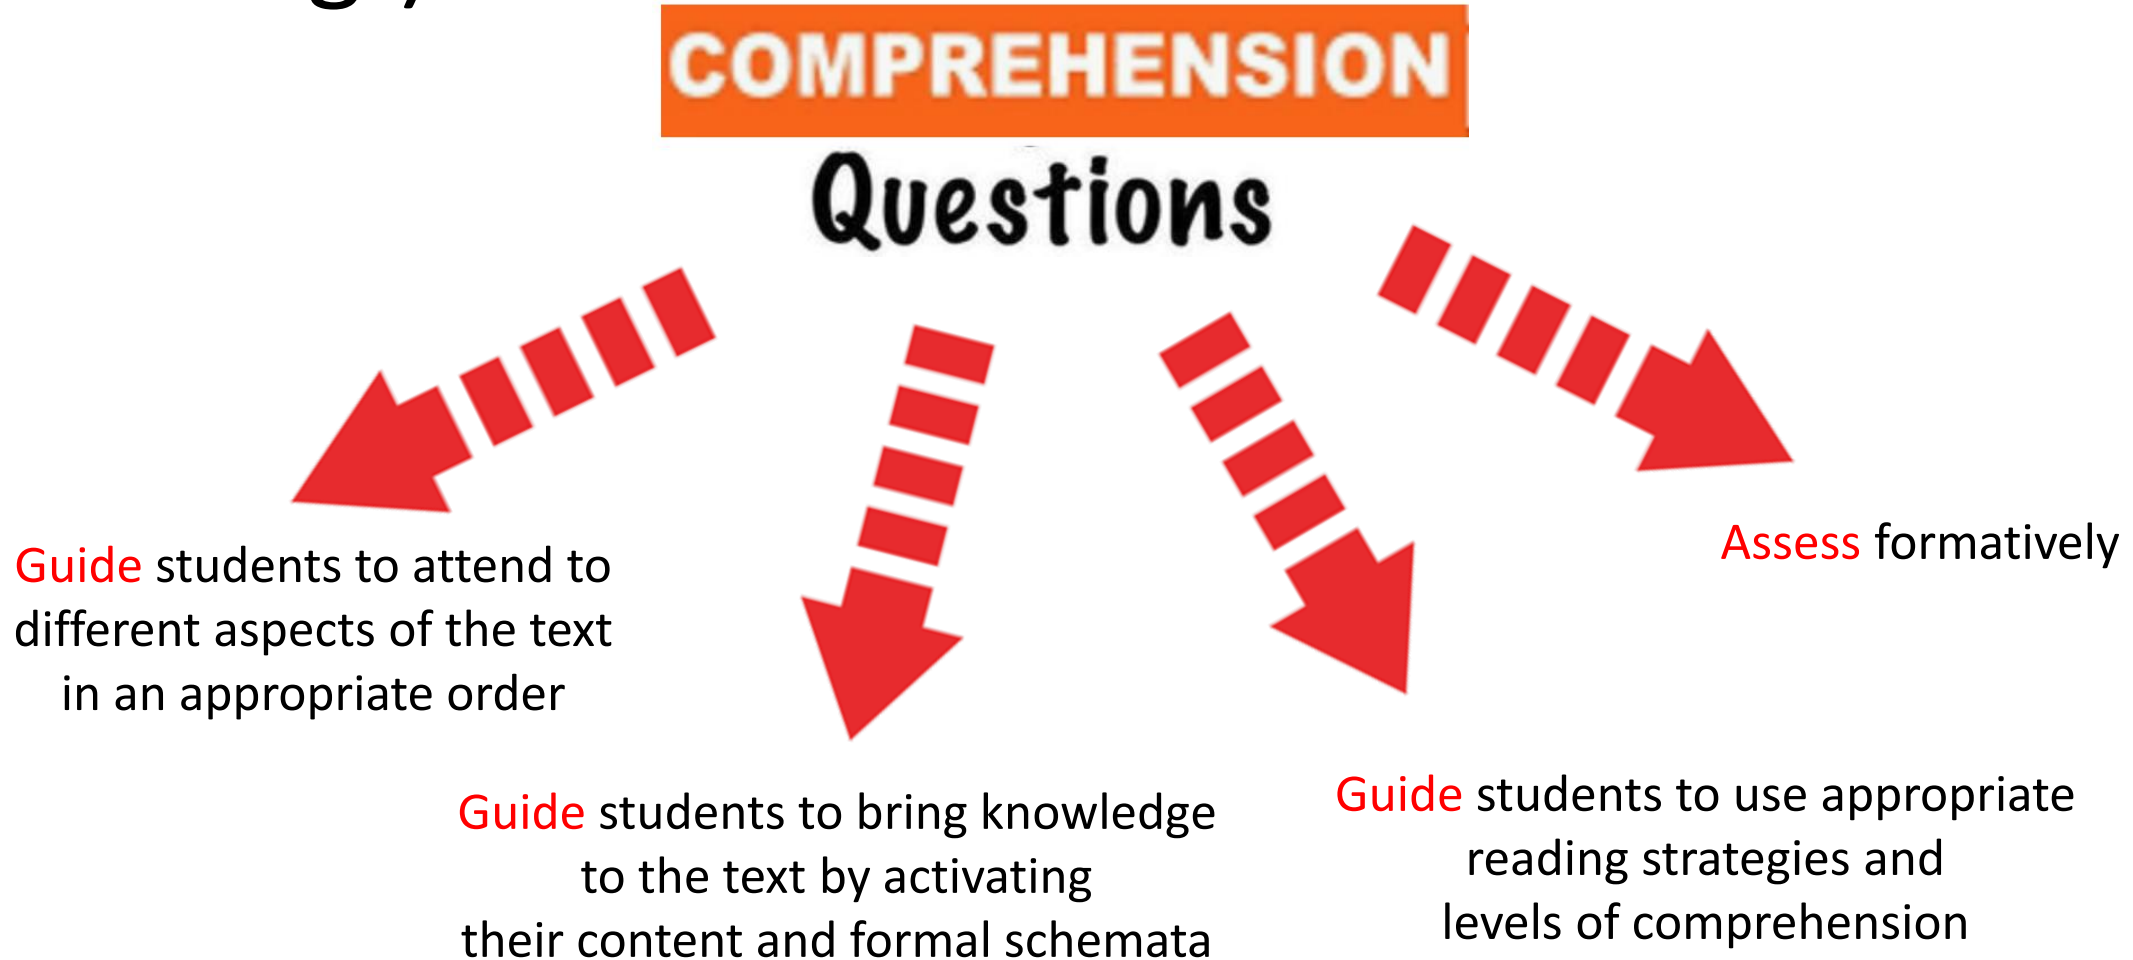 COMPREHENSION
Questions
Guide students to attend to
different aspects of the text
in an appropriate order
Guide students to bring knowledge
to the text by activating
their content and formal schemata
Guide students to use appropriate
reading strategies and
levels of comprehension
Assess formatively